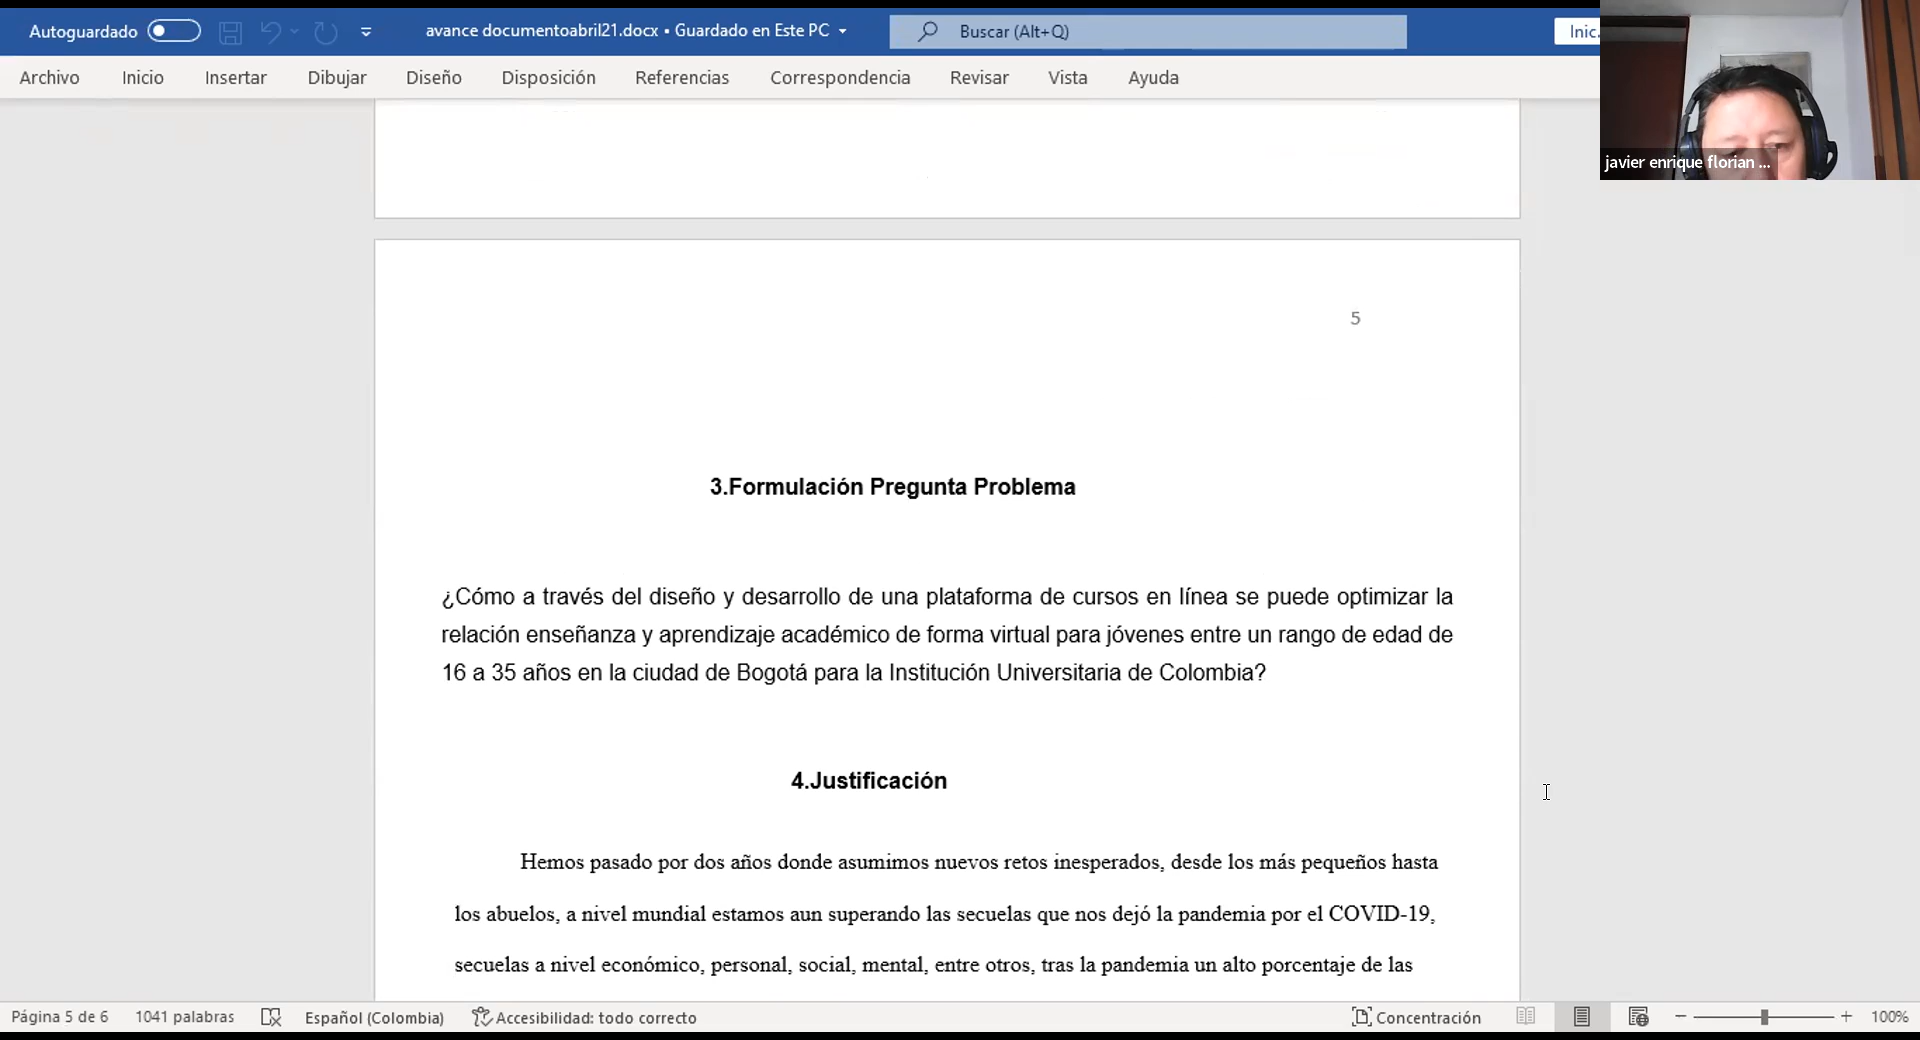 Autoguardado
avance documentoabril21.docx • Guardado en Este PC
Buscar (Alt+Q)
Inic.
Archivo Inicio Insertar Dibujar Diseño Disposición Referencias Correspondencia Revisar Vista Ayuda
javier enrique florian ...
5
3.Formulación Pregunta Problema
¿Cómo a través del diseño y desarrollo de una plataforma de cursos en línea se puede optimizar la
relación enseñanza y aprendizaje académico de forma virtual para jóvenes entre un rango de edad de
16 a 35 años en la ciudad de Bogotá para la Institución Universitaria de Colombia?
4.Justificación
Hemos pasado por dos años donde asumimos nuevos retos inesperados, desde los más pequeños hasta
los abuelos, a nivel mundial estamos aun superando las secuelas que nos dejó la pandemia por el COVID-19,
secuelas a nivel económico, personal, social, mental, entre otros, tras la pandemia un alto porcentaje de las
Página 5 de 6 1041 palabras Español (Colombia) Accesibilidad: todo correcto Concentración 100%